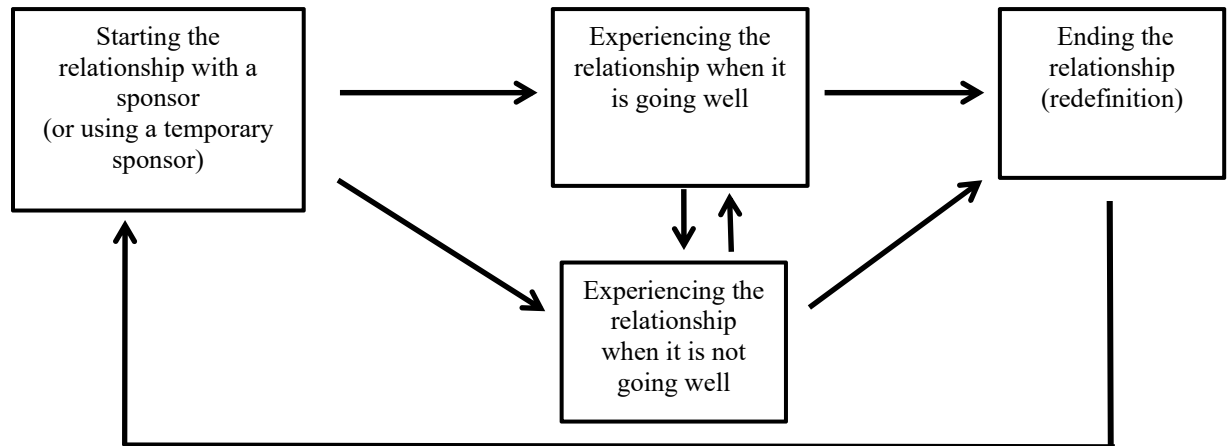 Starting the
relationship with a
sponsor
(or using a temporary
sponsor)
Experiencing the
relationship when it
is going well
Ending the
relationship
(redefinition)
Experiencing the
relationship
when it is not
going well